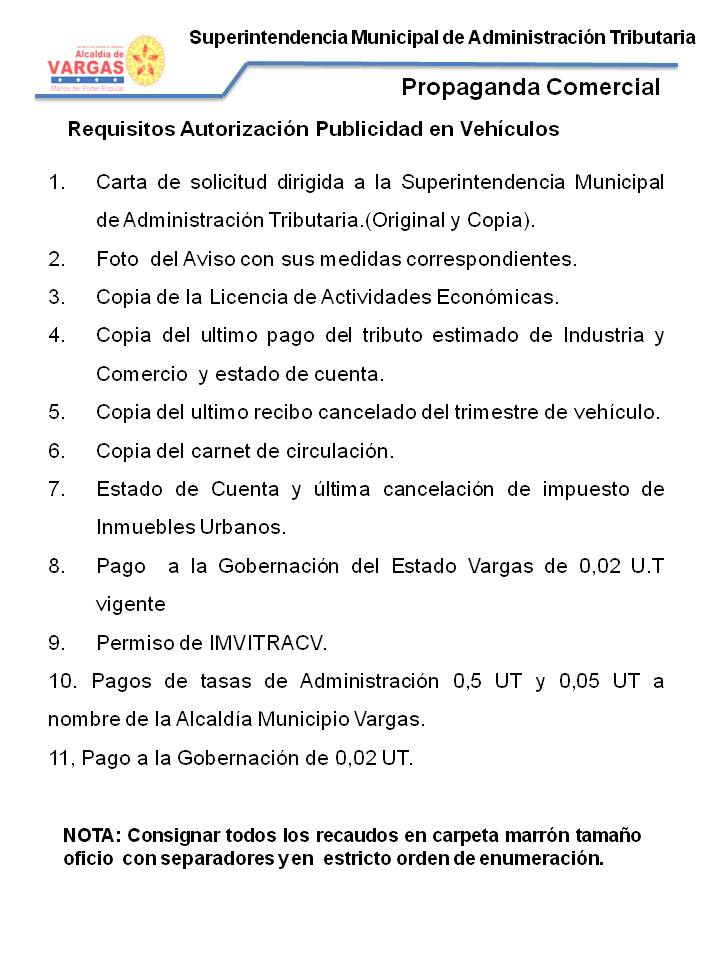 Superintendencia Municipal de Administración Tributaria
Alcaldía de
VARGAS
Manos del Poder Popular
Propaganda Comercial
Requisitos Autorización Publicidad en Vehículos
1. Carta de solicitud dirigida a la Superintendencia Municipal
de Administración Tributaria.(Original y Copia).
2. Foto del Aviso con sus medidas correspondientes.
3. Copia de la Licencia de Actividades Económicas.
4. Copia del ultimo pago del tributo estimado de Industria y
Comercio y estado de cuenta.
5. Copia del ultimo recibo cancelado del trimestre de vehículo.
6. Copia del carnet de circulación.
7. Estado de Cuenta y última cancelación de impuesto de
Inmuebles Urbanos.
8. Pago a la Gobernación del Estado Vargas de 0,02 U.T
vigente
9. Permiso de IMVITRACV.
10. Pagos de tasas de Administración 0,5 UT y 0,05 UT a
nombre de la Alcaldía Municipio Vargas.
11, Pago a la Gobernación de 0,02 UT.
NOTA: Consignar todos los recaudos en carpeta marrón tamaño
oficio con separadores y en estricto orden de enumeración.